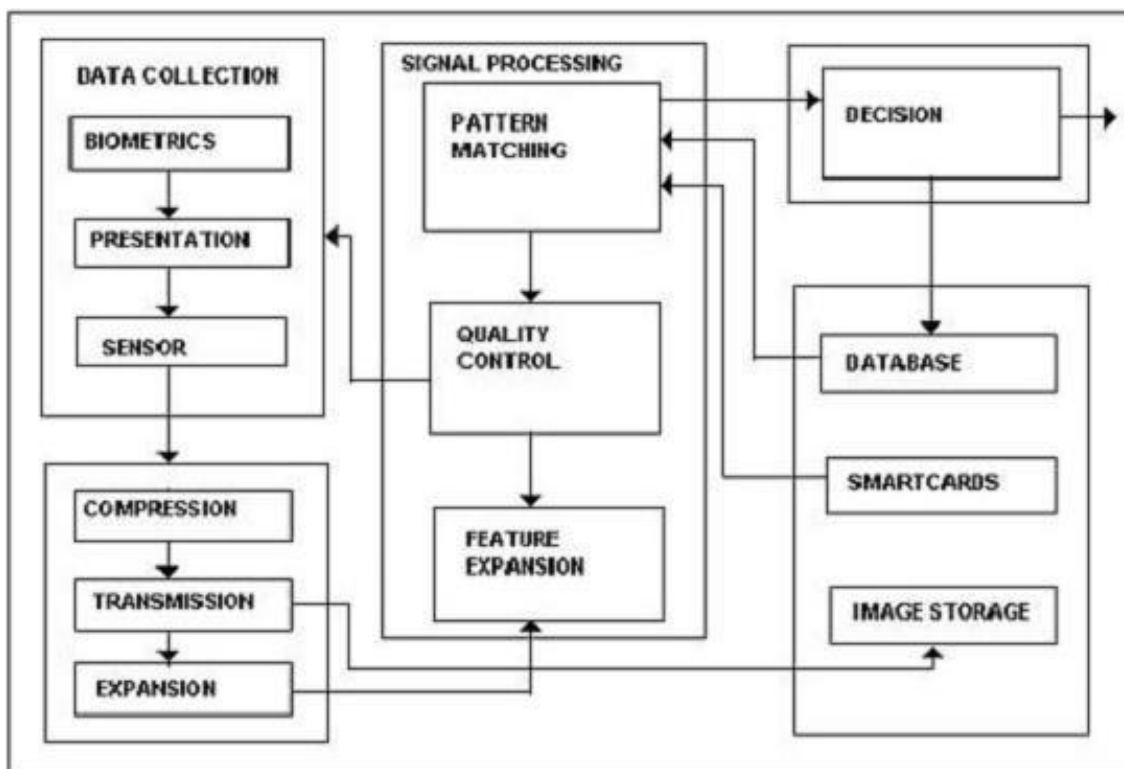 DATA COLLECTION
BIOMETRICS
PRESENTATION
SENSOR
COMPRESSION
TRANSMISSION
EXPANSION
SIGNAL PROCESSING
PATTERN
MATCHING
QUALITY
CONTROL
FEATURE
EXPANSION
DECISION
DATABASE
SMARTCARDS
IMAGE STORAGE